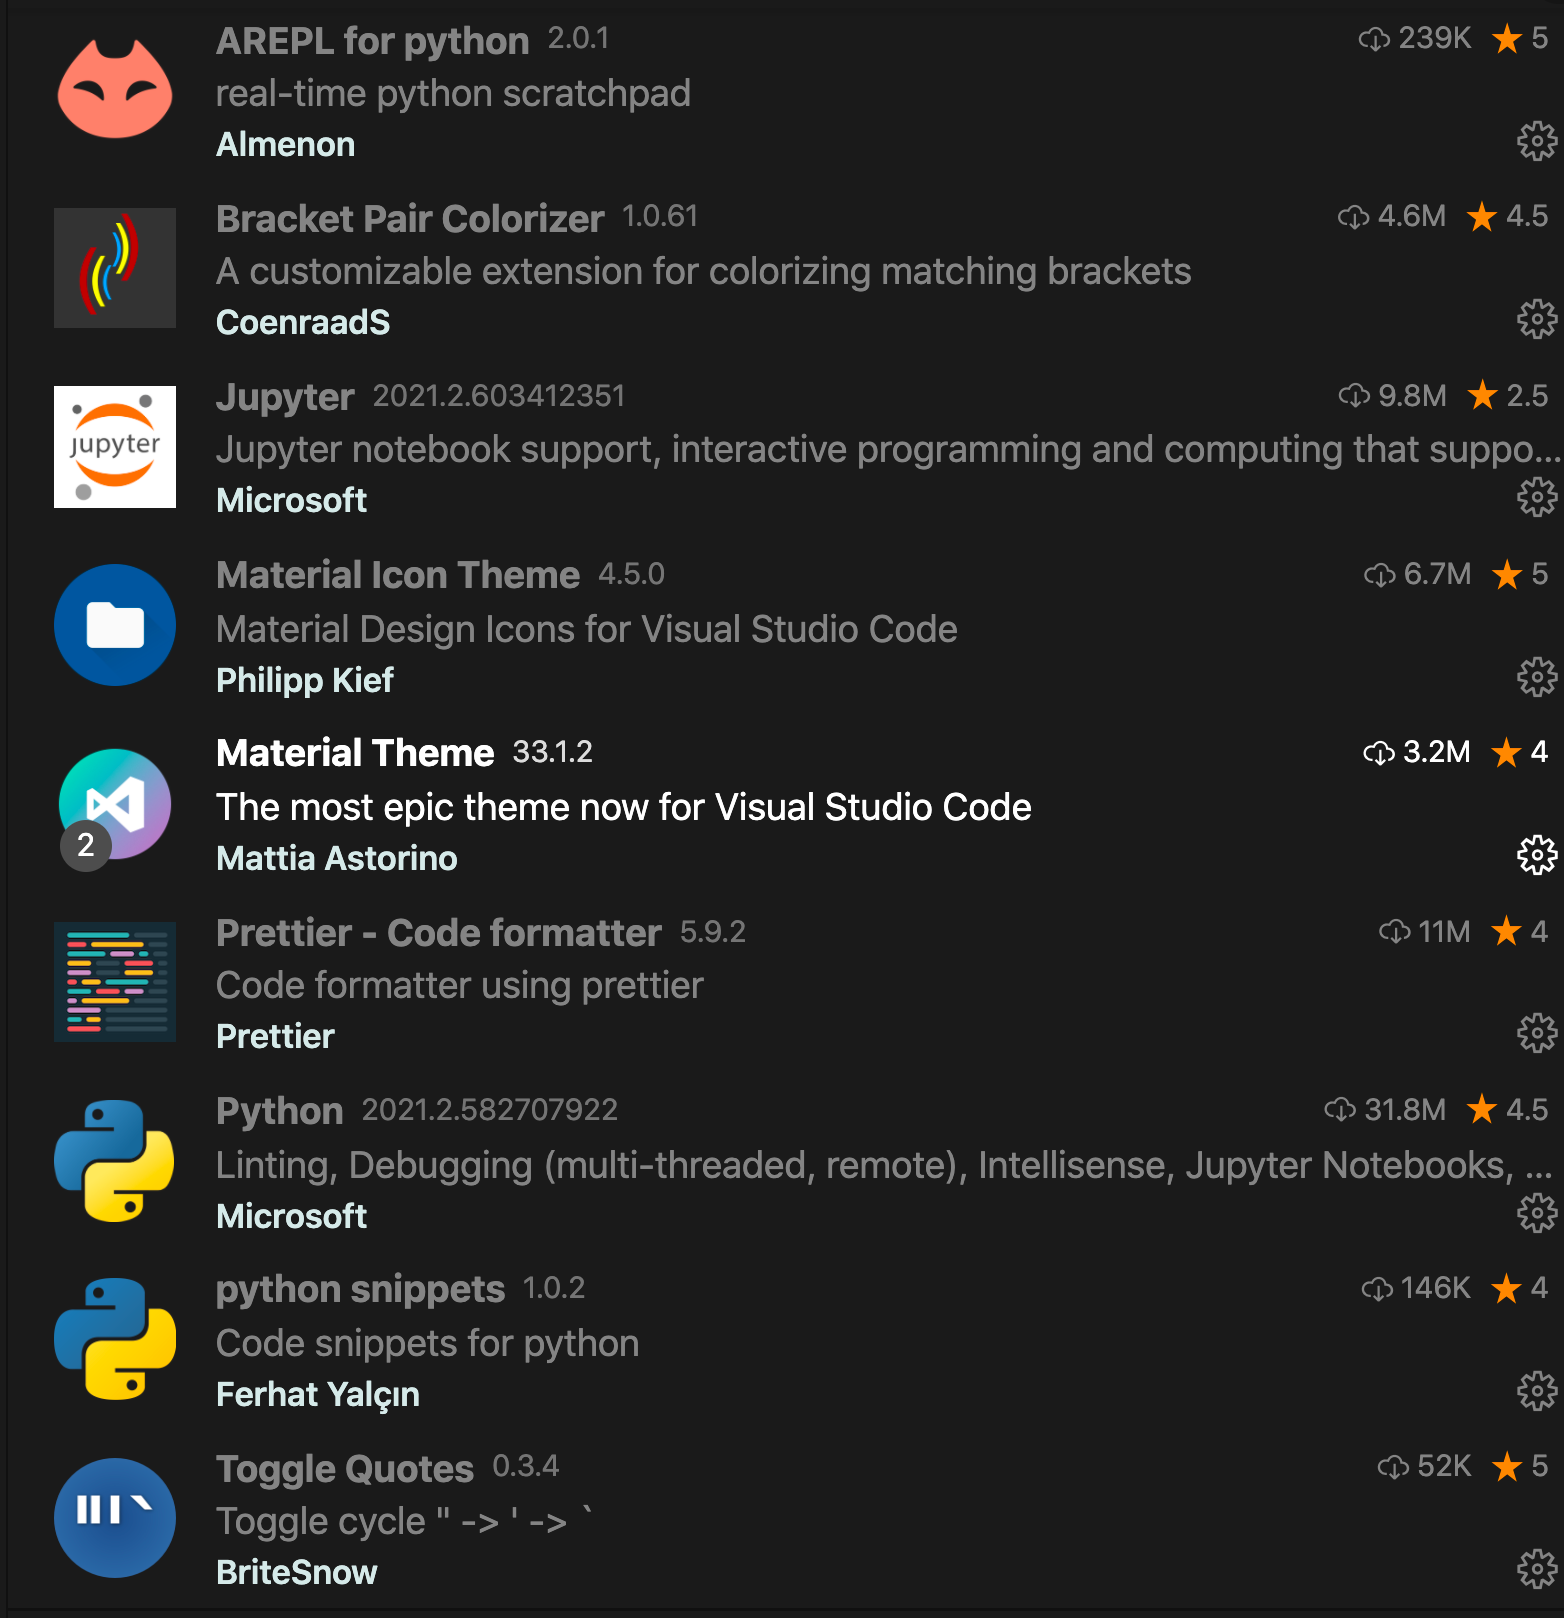 AREPL for python 2.0.1 239K 5
real-time python scratchpad
Almenon
Bracket Pair Colorizer 1.0.61 4.6M 4.5
A customizable extension for colorizing matching brackets
CoenraadS
Jupyter 2021.2.603412351 9.8M 2.5
jupyter
Jupyter notebook support, interactive programming and computing that suppo...
Microsoft
Material Icon Theme 4.5.0 6.7M 5
Material Design Icons for Visual Studio Code
Philipp Kief
Material Theme 33.1.2 3.2M 4
The most epic theme now for Visual Studio Code
2
Mattia Astorino
Prettier - Code formatter 5.9.2 11M 4
Code formatter using prettier
Prettier
Python 2021.2.582707922 31.8M 4.5
Linting, Debugging (multi-threaded, remote), Intellisense, Jupyter Notebooks, ...
Microsoft
python snippets 1.0.2 146K 4
Code snippets for python
Ferhat Yalçın
Toggle Quotes 0.3.4 52K 5
Toggle cycle " -> ' -> `
BriteSnow